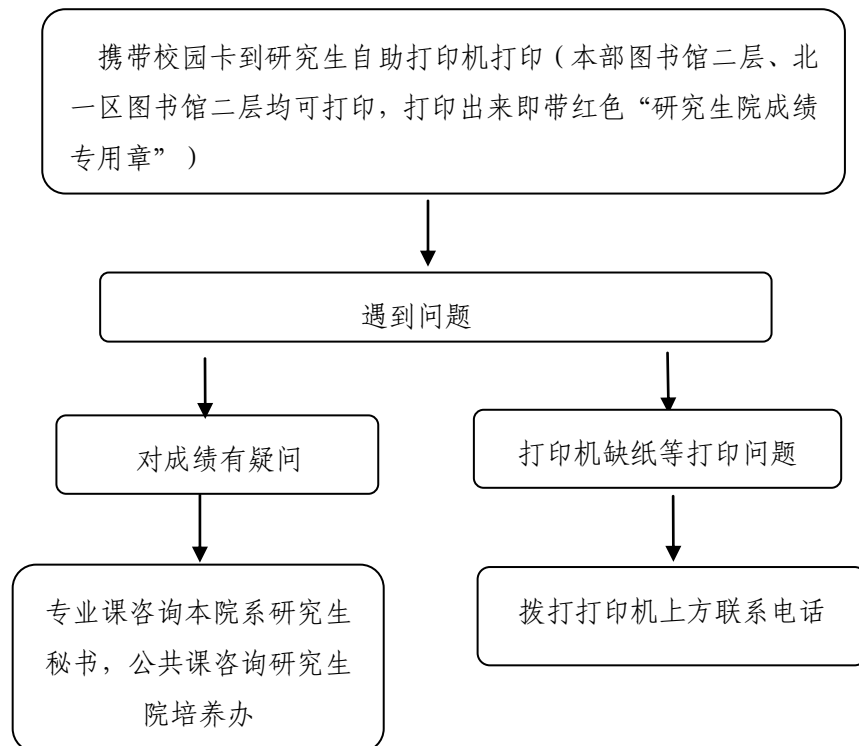 携带校园卡到研究生自助打印机打印（本部图书馆二层、北
一区图书馆二层均可打印，打印出来即带红色“研究生院成绩
专用章”）
遇到问题
对成绩有疑问
打印机缺纸等打印问题
专业课咨询本院系研究生
秘书，公共课咨询研究生
院培养办
拨打打印机上方联系电话